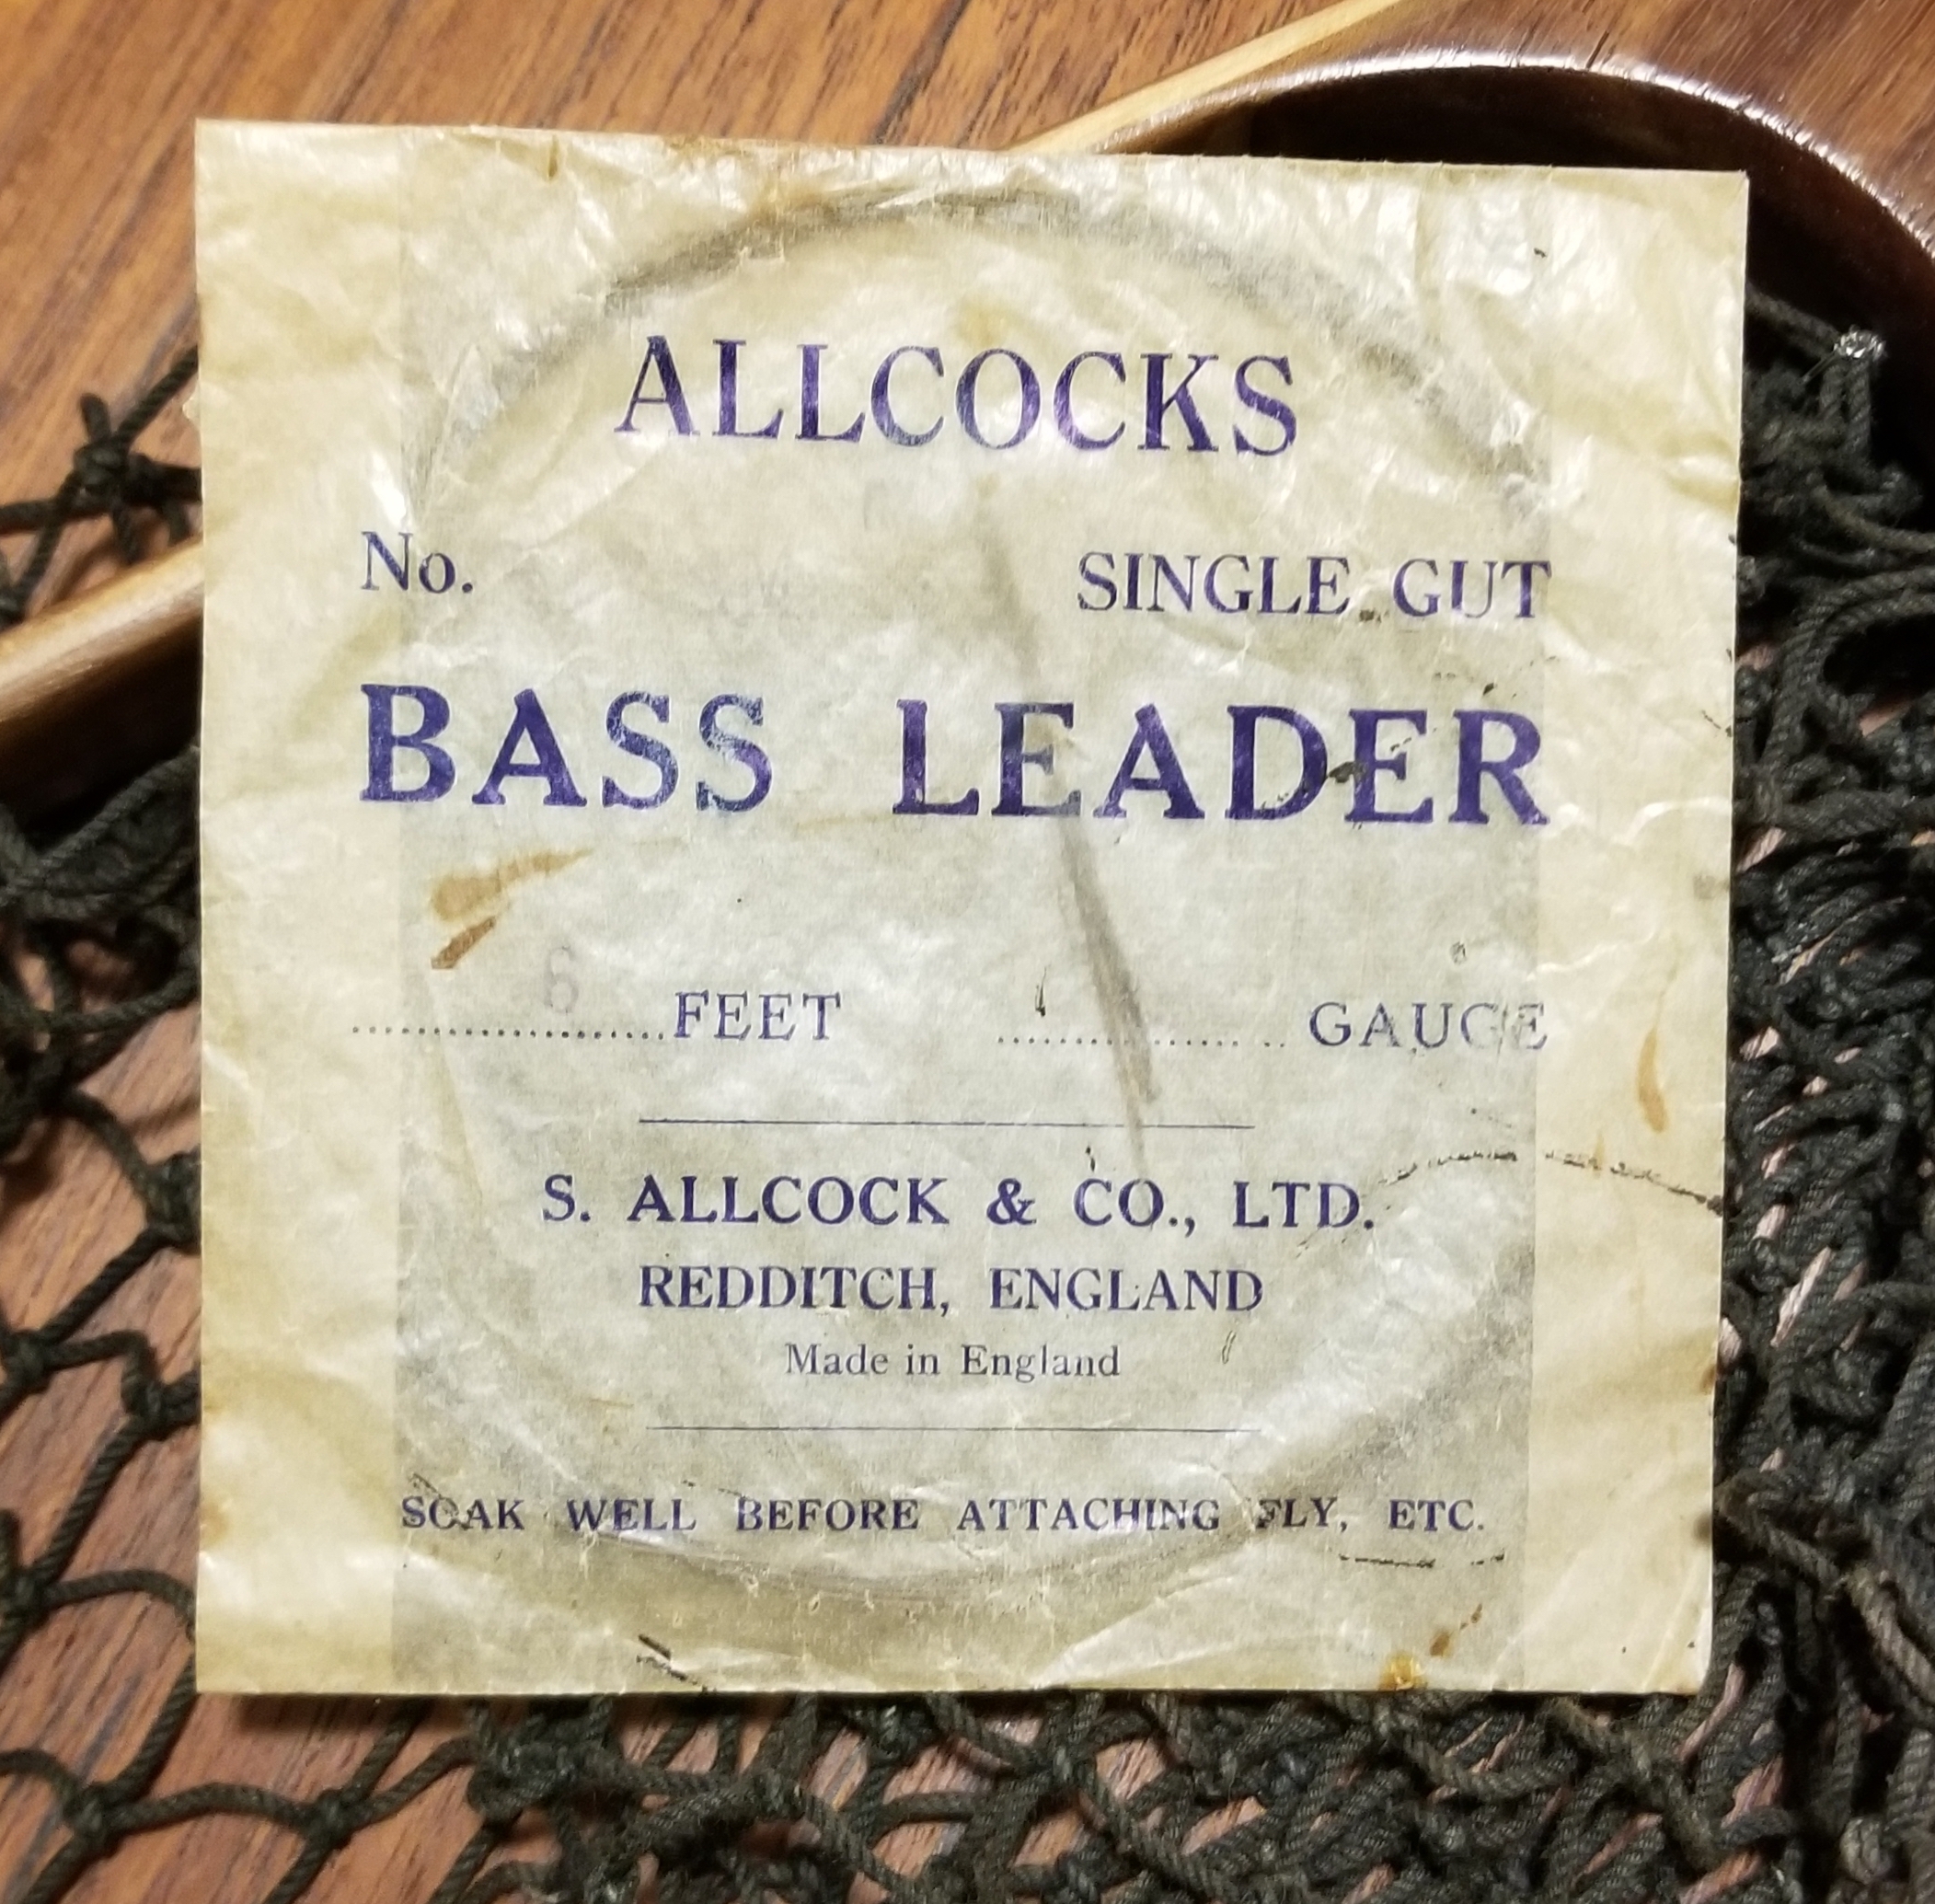 ALLCOCKS
No. SINGLE GUT
BASS LEADER
6 ....................FEET .................. GAUGE
S. ALLCOCK & CO., LTD.
REDDITCH, ENGLAND
Made in England
SOAK WELL BEFORE ATTACHING FLY, ETC.